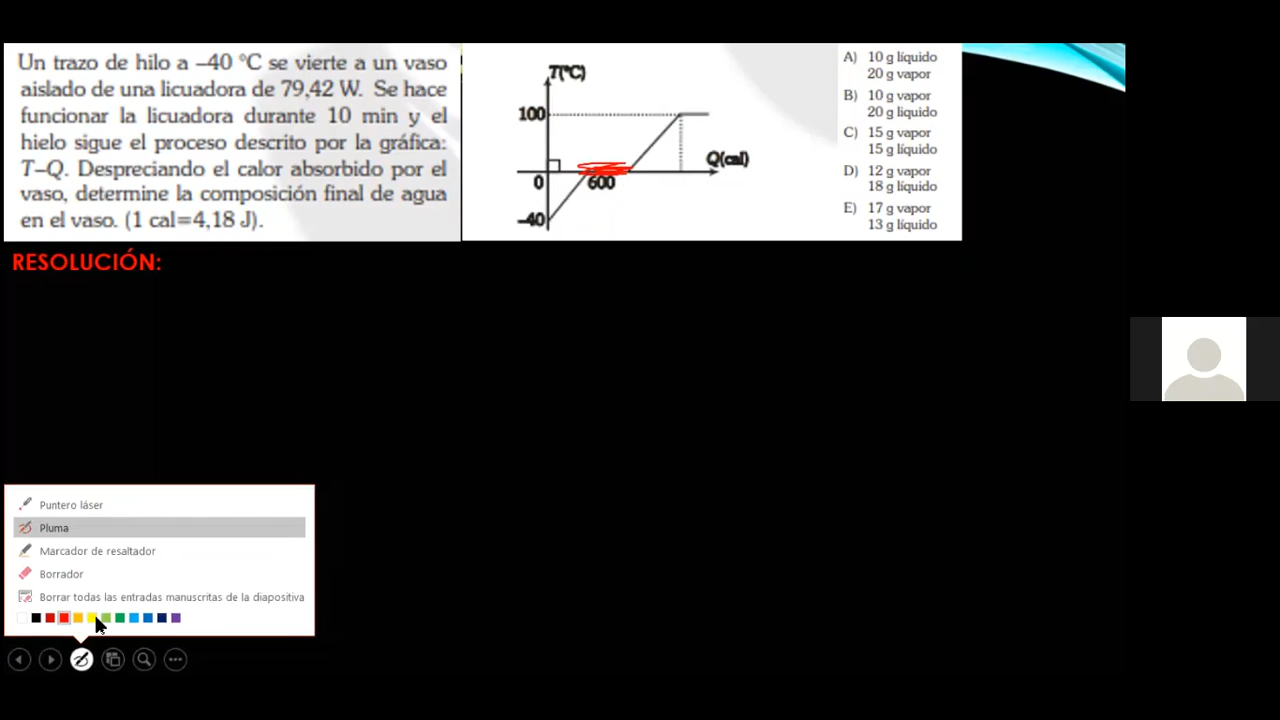 Un trazo de hilo a –40 °C se vierte a un vaso
aislado de una licuadora de 79,42 W. Se hace
funcionar la licuadora durante 10 min y el
hielo sigue el proceso descrito por la gráfica:
T–Q. Despreciando el calor absorbido por el
vaso, determine la composición final de agua
en el vaso. (1 cal=4,18 J).
T(°C)
100
Q(cal)
0
600
–40
A) 10 g líquido
20 g vapor
B) 10 g vapor
20 g líquido
C) 15 g vapor
15 g líquido
D) 12 g vapor
18 g líquido
E) 17 g vapor
13 g líquido
RESOLUCIÓN:
Puntero láser
Pluma
Marcador de resaltador
Borrador
Borrar todas las entradas manuscritas de la diapositiva